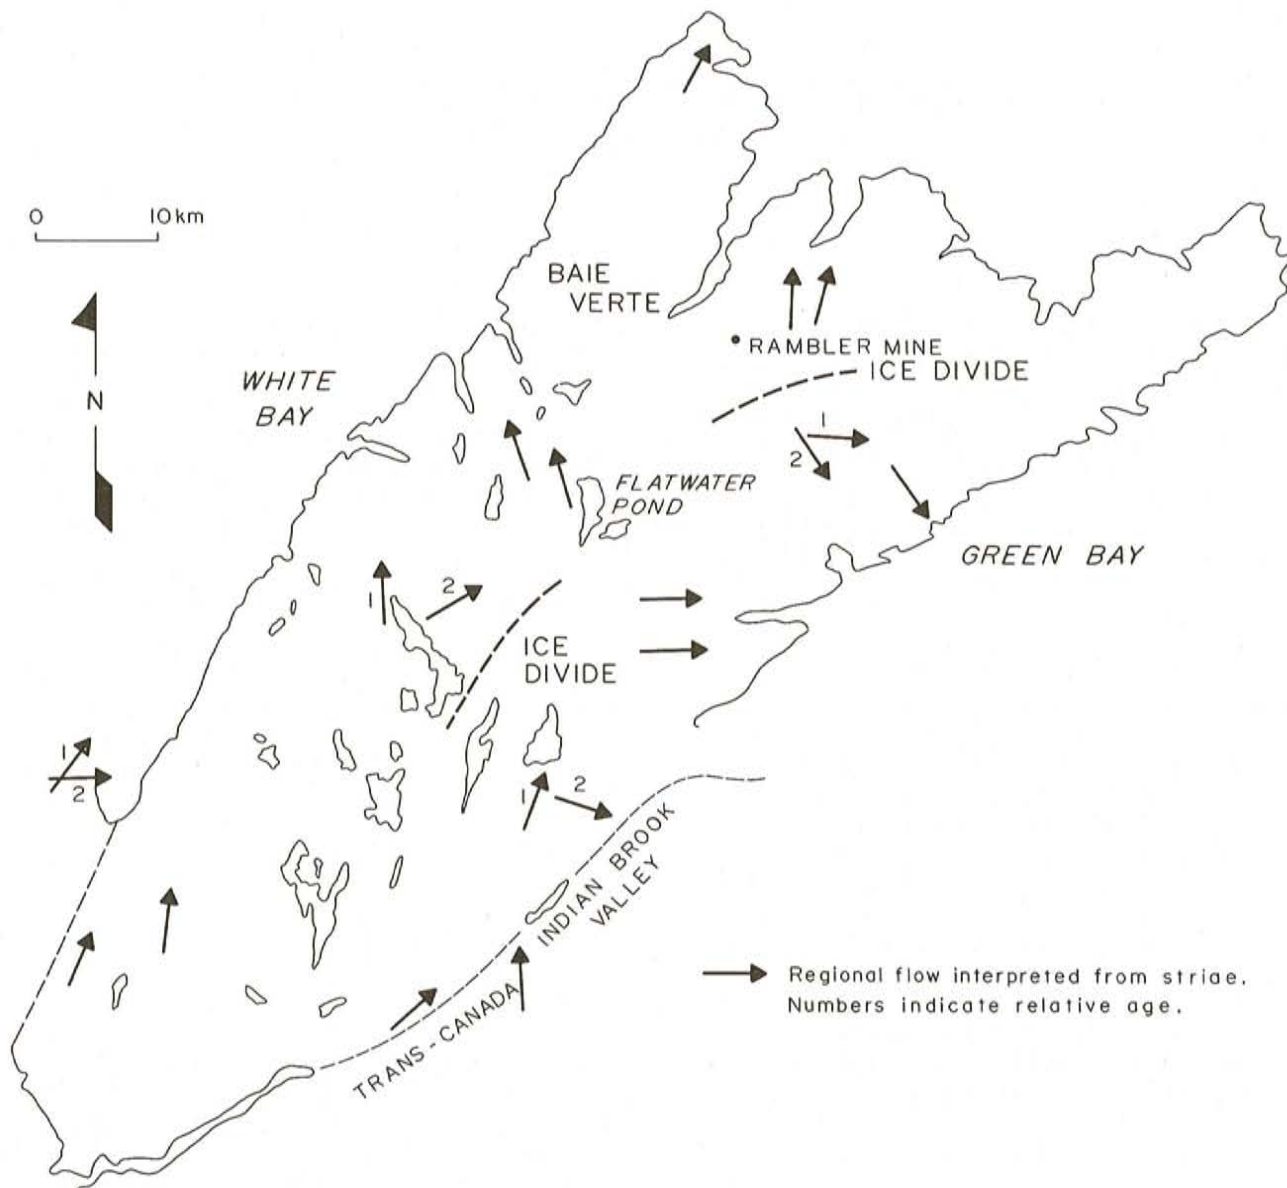 0 10 km
N
WHITE
BAY
BAIE
VERTE
RAMBLER MINE
ICE DIVIDE
1
2
FLATWATER
POND
GREEN BAY
1
2
ICE
DIVIDE
1
2
1
2
INDIAN BROOK
VALLEY
TRANS-CANADA
Regional flow interpreted from striae.
Numbers indicate relative age.